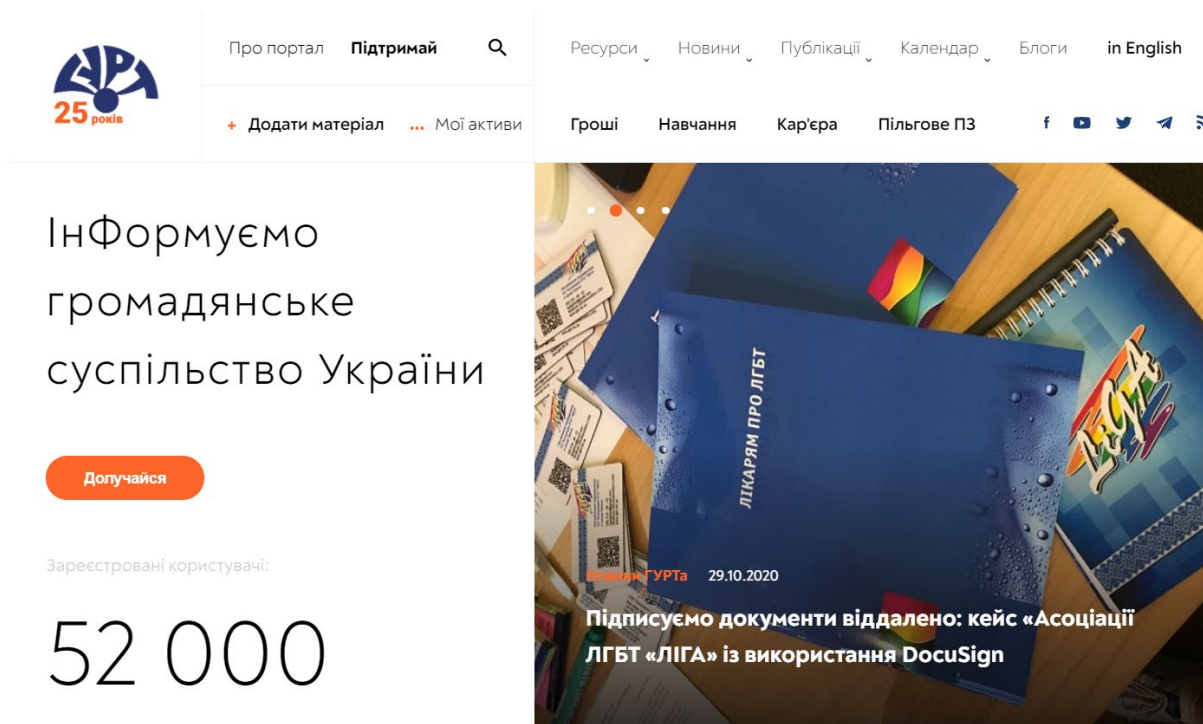 ГУРТ
25 років
Про портал Підтримай
+ Додати матеріал ... Мої активи
Ресурси Новини Публікації Календар Блоги in English
Гроші Навчання Кар'єра Пільгове ПЗ
ІнФормуємо
громадянське
суспільство України
Долучайся
Зареєстровані користувачі:
52 000
ЛІКАРЯМ ПРО ЛГБТ
LiGA
Новини ГУРТа 29.10.2020
Підписуємо документи віддалено: кейс «Асоціації
ЛГБТ «ЛІГА» із використання DocuSign